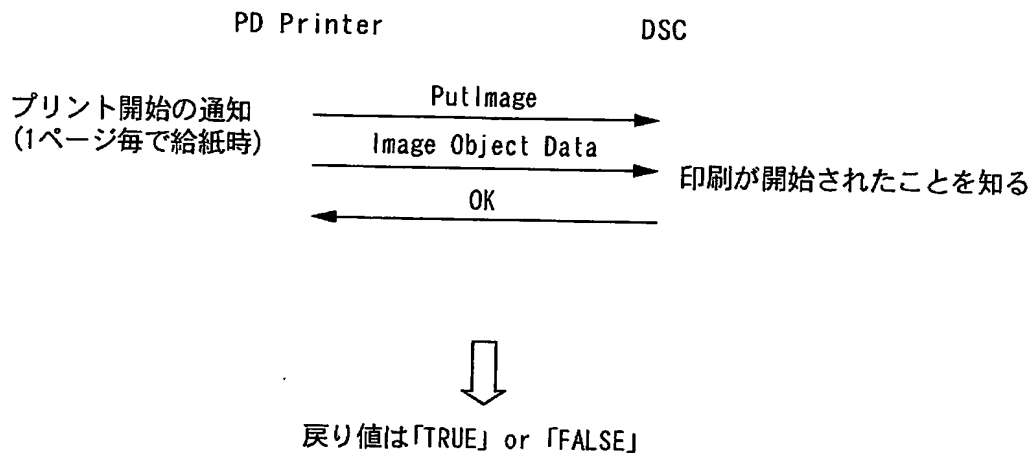 PD Printer DSC
プリント開始の通知
(1ページ毎で給紙時)
PutImage
Image Object Data
OK
印刷が開始されたことを知る
戻り値は「TRUE」 or 「FALSE」